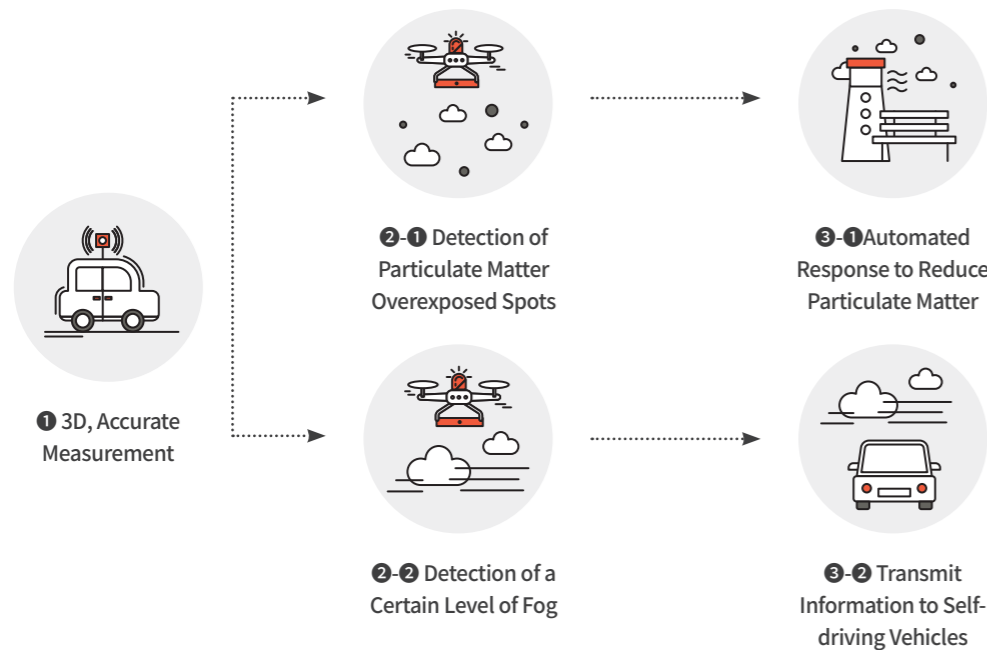 ❶ 3D, Accurate
Measurement
❷-❶ Detection of
Particulate Matter
Overexposed Spots
❸-❶Automated
Response to Reduce
Particulate Matter
❷-❷ Detection of a
Certain Level of Fog
❸-❷ Transmit
Information to Self-
driving Vehicles